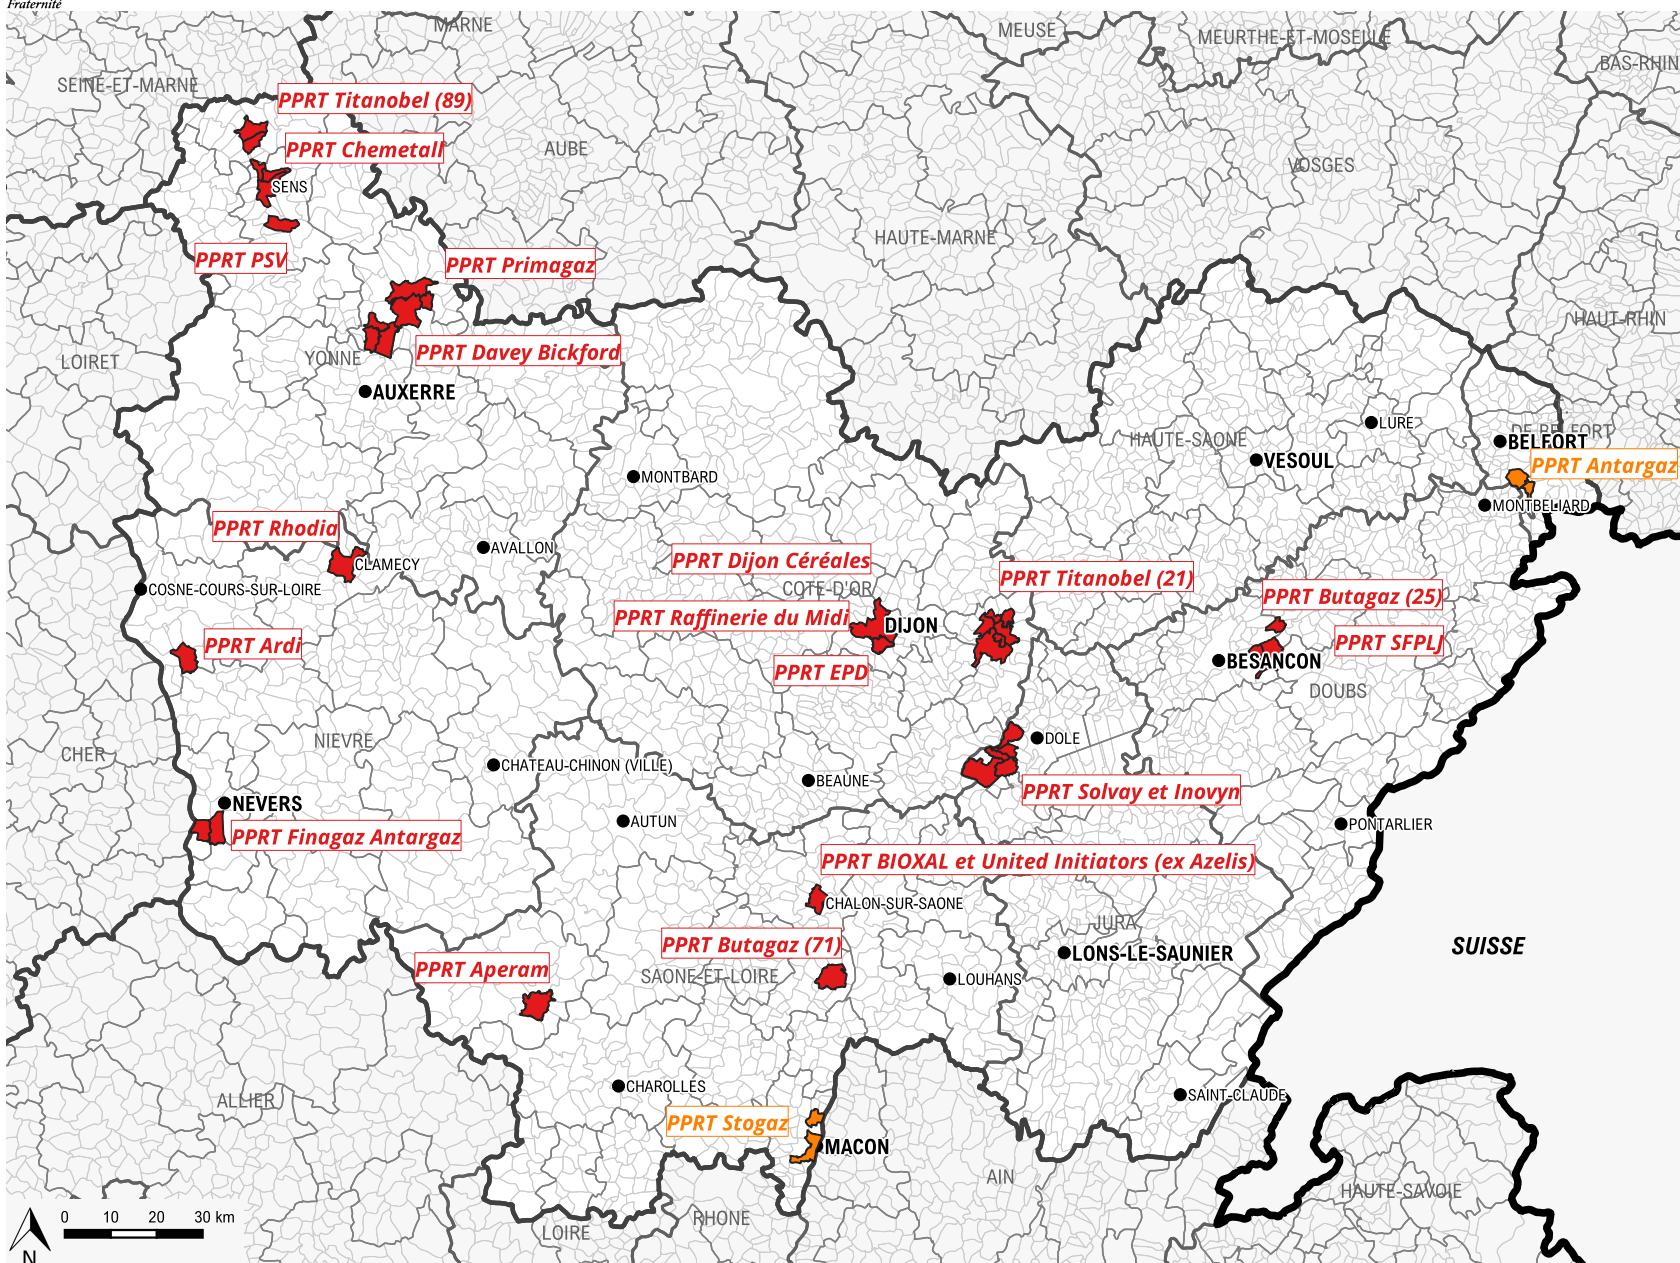 Fraternité
MARNE
MEUSE
MEURTHE-ET-MOSELLE
BAS-RHIN
SEINE-ET-MARNE
PPRT Titanobel (89)
PPRT Chemetall
AUBE
VOSGES
SENS
HAUTE-MARNE
PPRT PSV
PPRT Primagaz
HAUT-RHIN
LOIRET
YONNE
PPRT Davey Bickford
AUXERRE
LURE
HAUTE-SAONE
DE BELFORT
BELFORT
VESOUL
PPRT Antargaz
MONTBARD
MONTBELIARD
PPRT Rhodia
AVALLON
CLAMECY
PPRT Dijon Céréales
COSNE-COURS-SUR-LOIRE
COTE-D'OR
PPRT Titanobel (21)
PPRT Butagaz (25)
PPRT Raffinerie du Midi
DIJON
PPRT Ardi
PPRT SFPLJ
BESANCON
PPRT EPD
DOUBS
NIEVRE
CHER
DOLE
CHATEAU-CHINON (VILLE)
BEAUNE
PPRT Solvay et Inovyn
NEVERS
AUTUN
PONTARLIER
PPRT Finagaz Antargaz
PPRT BIOXAL et United Initiators (ex Azelis)
CHALON-SUR-SAONE
JURA
PPRT Butagaz (71)
SUISSE
LONS-LE-SAUNIER
PPRT Aperam
SAONE-ET-LOIRE
LOUHANS
CHAROLLES
SAINT-CLAUDE
ALLIER
PPRT Stogaz
MACON
AIN
HAUTE-SAVOIE
0 10 20 30 km
RHONE
LOIRE
N